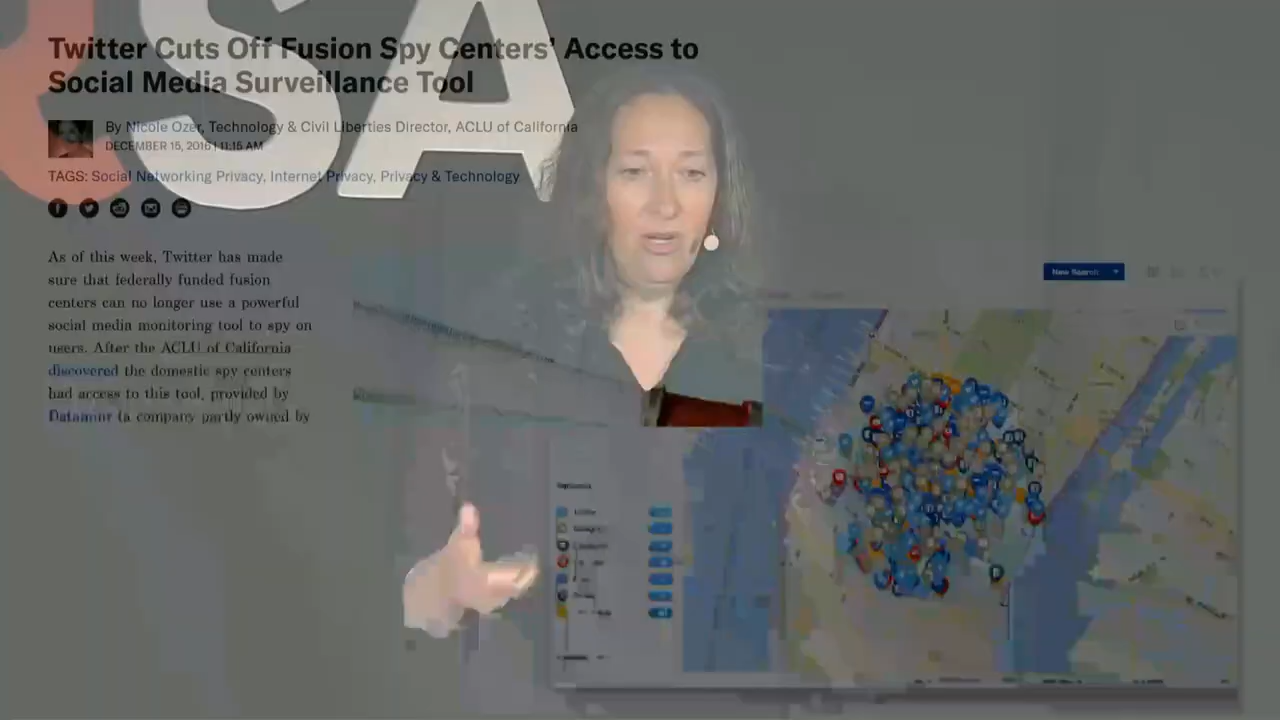 SA
Twitter Cuts Off Fusion Spy Centers' Access to
Social Media Surveillance Tool
By Nicole Ozer, Technology & Civil Liberties Director, ACLU of California
DECEMBER 15, 2016 | 11:15 AM
TAGS: Social Networking Privacy, Internet Privacy, Privacy & Technology
As of this week, Twitter has made
sure that federally funded fusion
centers can no longer use a powerful
social media monitoring tool to spy on
users. After the ACLU of California
discovered the domestic spy centers
had access to this tool, provided by
Dataminr (a company partly owned by
New Search